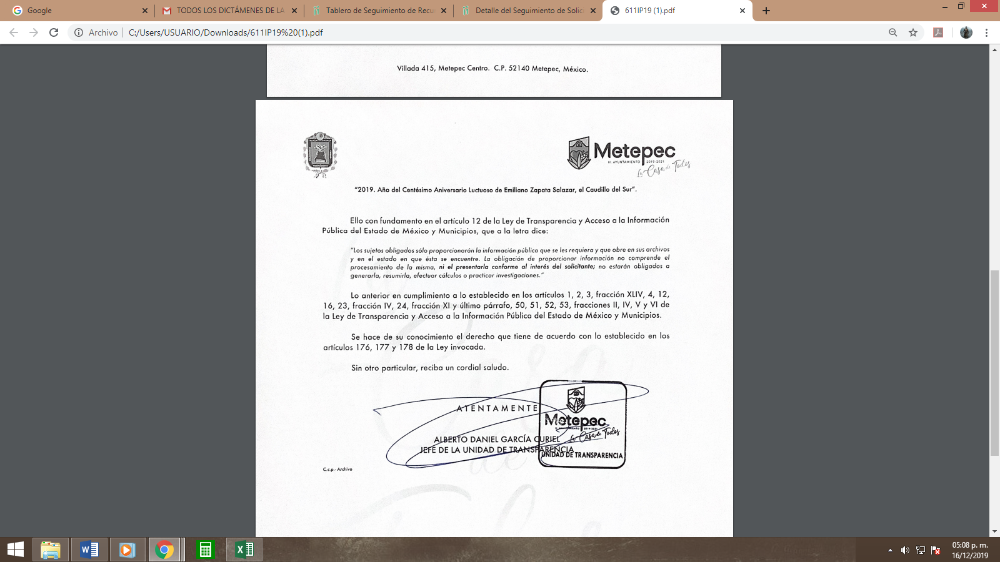 Google
TODOS LOS DICTÁMENES DE LA
Tablero de Seguimiento de Recu
Detalle del Seguimiento de Solici
611IP19 (1).pdf
Archivo
C:/Users/USUARIO/Downloads/611IP19%20(1).pdf
Villada 415, Metepec Centro. C.P. 52140 Metepec, México.
Metepec
H. AYUNTAMIENTO 2019-2021
La Casa de Todos
"2019. Año del Centésimo Aniversario Luctuoso de Emiliano Zapata Salazar, el Caudillo del Sur".
Ello con fundamento en el artículo 12 de la Ley de Transparencia y Acceso a la Información
Pública del Estado de México y Municipios, que a la letra dice:
"Los sujetos obligados sólo proporcionarán la información pública que se les requiera y que obre en sus archivos
y en el estado en que ésta se encuentre. La obligación de proporcionar información no comprende el
procesamiento de la misma, ni el presentarla conforme al interés del solicitante; no estarán obligados a
generarla, resumirla, efectuar cálculos o practicar investigaciones."
Lo anterior en cumplimiento a lo establecido en los artículos 1, 2, 3, fracción XLIV, 4, 12,
16, 23, fracción IV, 24, fracción XI y último párrafo, 50, 51, 52, 53, fracciones II, IV, V y VI de
la Ley de Transparencia y Acceso a la Información Pública del Estado de México y Municipios.
Se hace de su conocimiento el derecho que tiene de acuerdo con lo establecido en los
artículos 176, 177 y 178 de la Ley invocada.
Sin otro particular, reciba un cordial saludo.
ATENTAMENTE
ALBERTO DANIEL GARCÍA CURIEL
JEFE DE LA UNIDAD DE TRANSPARENCIA
Metepec
AYUNTAMIENTO 2019-2021
La Casa de Todos
UNIDAD DE TRANSPARENCIA
C.c.p.- Archivo
05:08 p. m.
16/12/2019